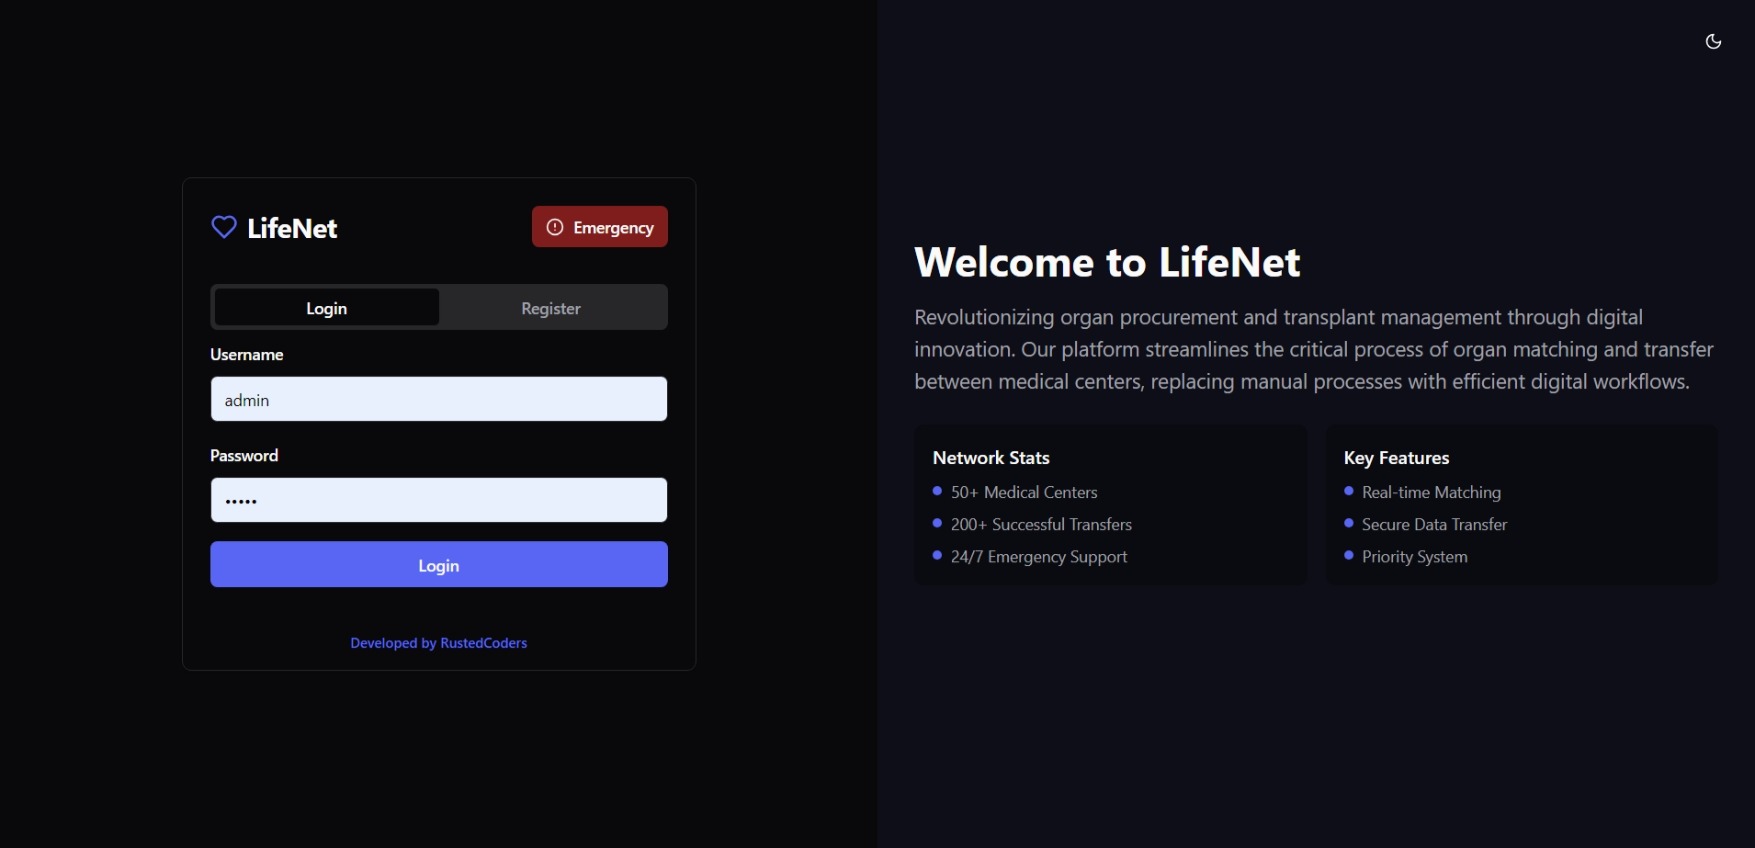 LifeNet
Emergency
Login
Register
Username
admin
Password
•••••
Login
Developed by RustedCoders
Welcome to LifeNet
Revolutionizing organ procurement and transplant management through digital
innovation. Our platform streamlines the critical process of organ matching and transfer
between medical centers, replacing manual processes with efficient digital workflows.
Network Stats
50+ Medical Centers
200+ Successful Transfers
24/7 Emergency Support
Key Features
Real-time Matching
Secure Data Transfer
Priority System